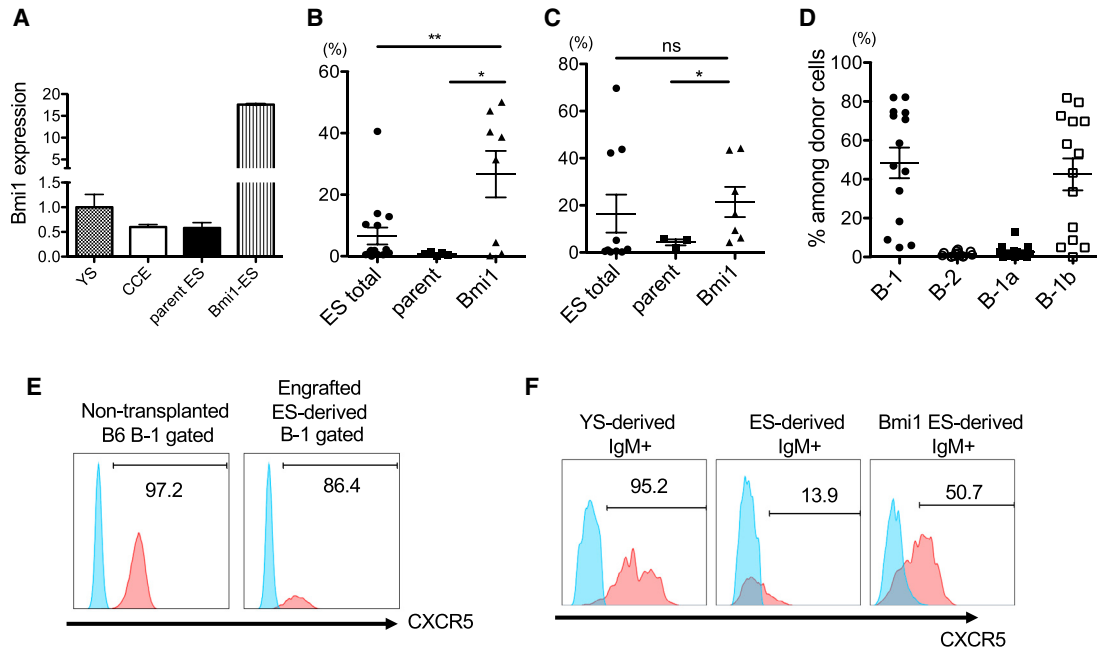 A
Bmi1 expression
20
15
10
5
1.5
1.0
0.5
0.0
YS
CCE
parent ES
Bmi1-ES
B
(%)
**
*
60
40
20
0
ES total
parent
Bmi1
C
(%)
ns
*
80
60
40
20
0
ES total
parent
Bmi1
D
(%)
% among donor cells
100
80
60
40
20
0
B-1
B-2
B-1a
B-1b
E
Non-transplanted
B6 B-1 gated
97.2
Engrafted
ES-derived
B-1 gated
86.4
CXCR5
F
YS-derived
IgM+
95.2
ES-derived
IgM+
13.9
Bmi1 ES-derived
IgM+
50.7
CXCR5